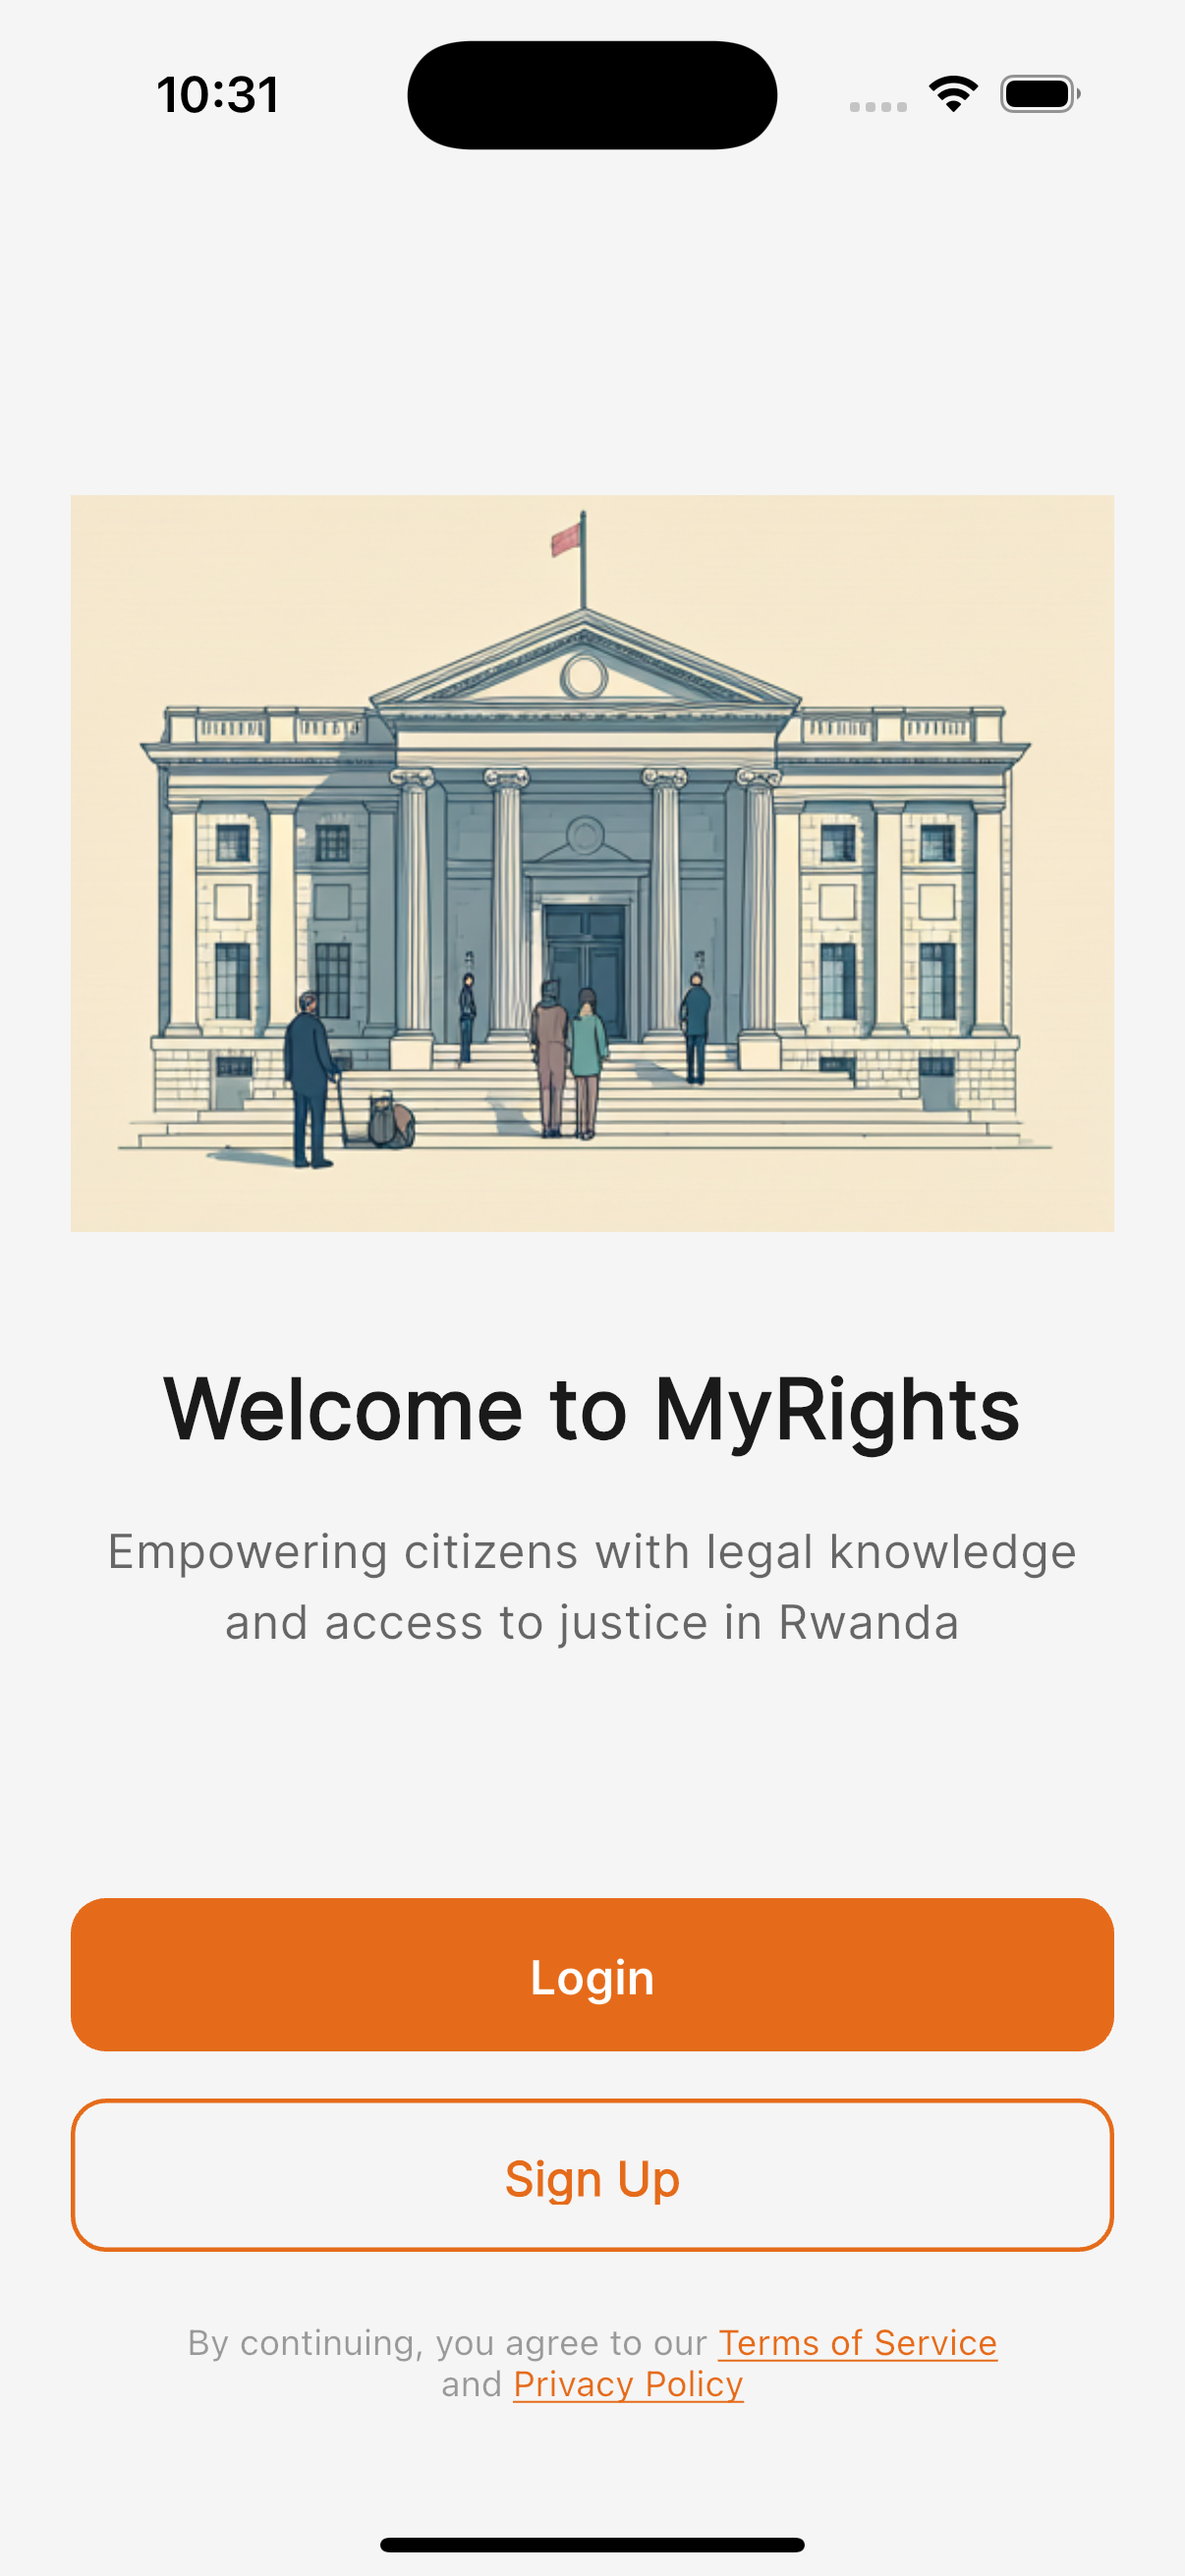 10:31
Welcome to MyRights
Empowering citizens with legal knowledge
and access to justice in Rwanda
Login
Sign Up
By continuing, you agree to our Terms of Service
and Privacy Policy